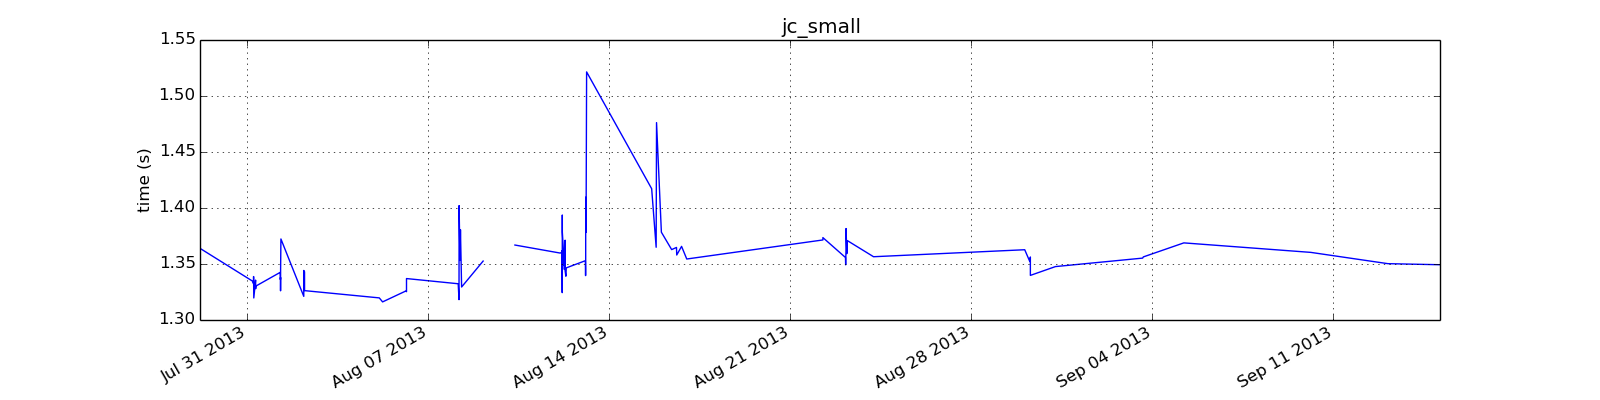 jc_small
1.55
1.50
1.45
1.40
1.35
1.30
time (s)
Jul 31 2013
Aug 07 2013
Aug 14 2013
Aug 21 2013
Aug 28 2013
Sep 04 2013
Sep 11 2013